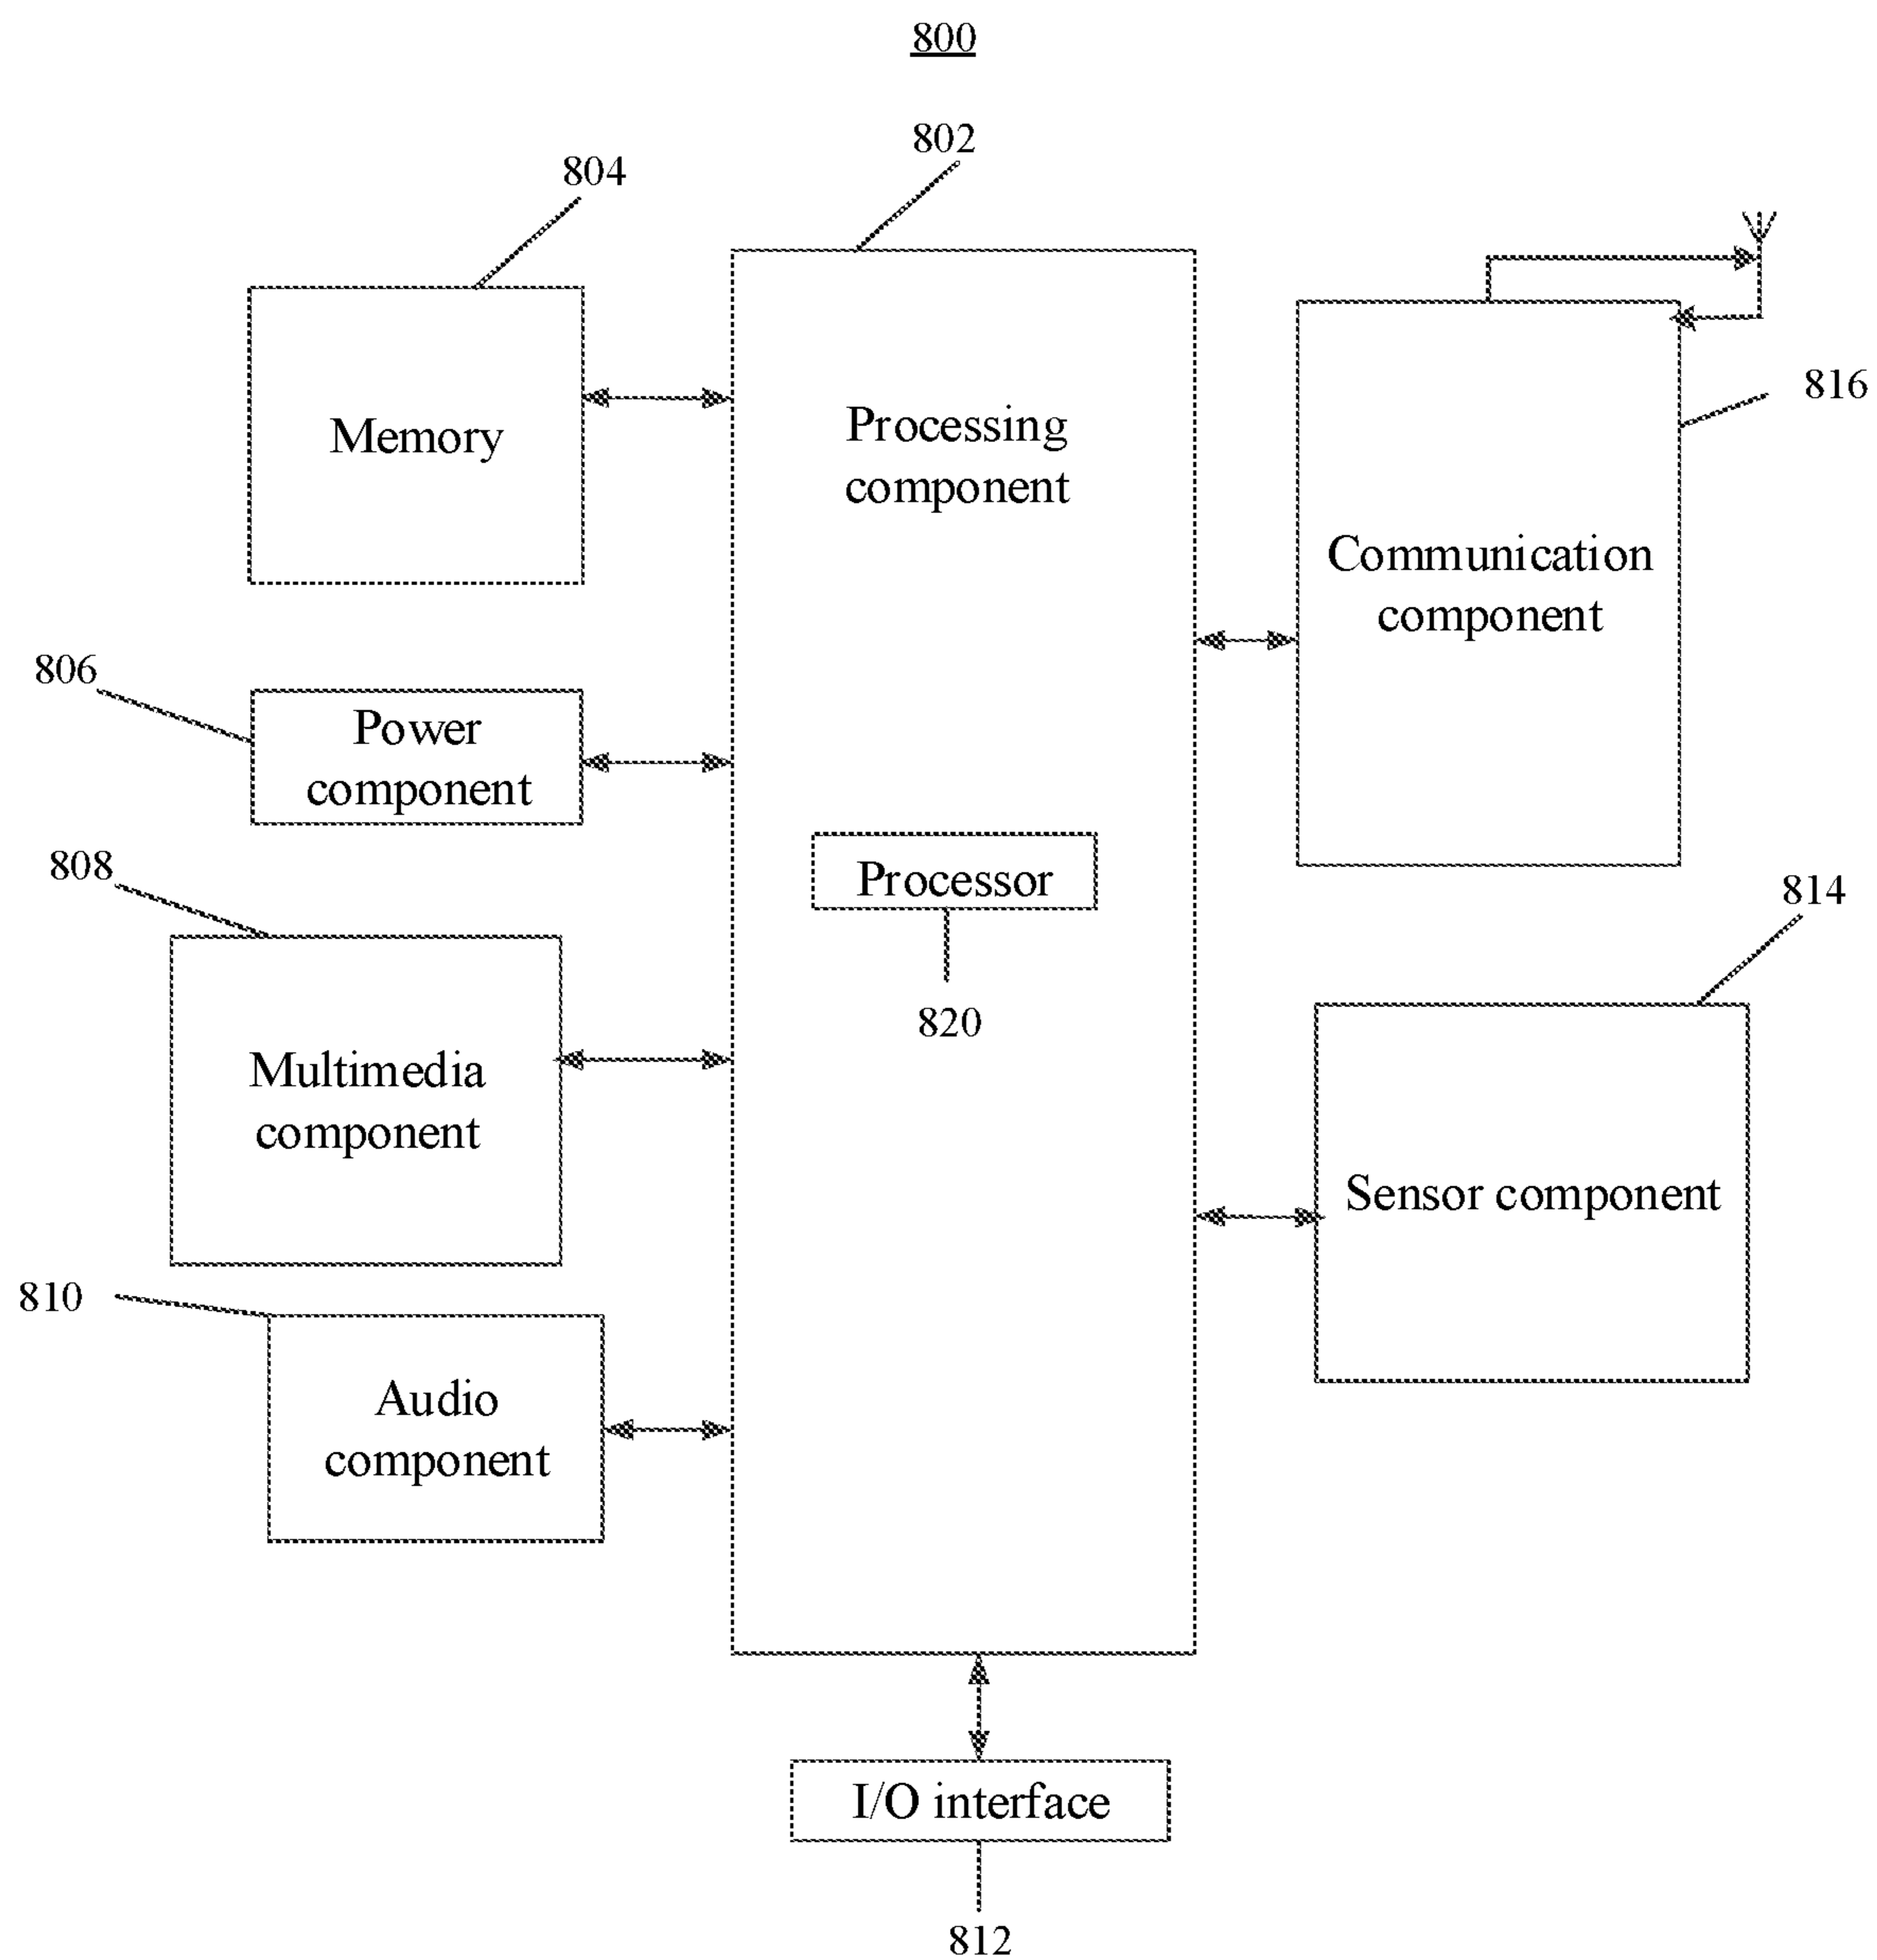 800
802
804
Memory
Processing
component
816
Communication
component
806
Power
component
808
Processor
820
814
Multimedia
component
Sensor component
810
Audio
component
I/O interface
812